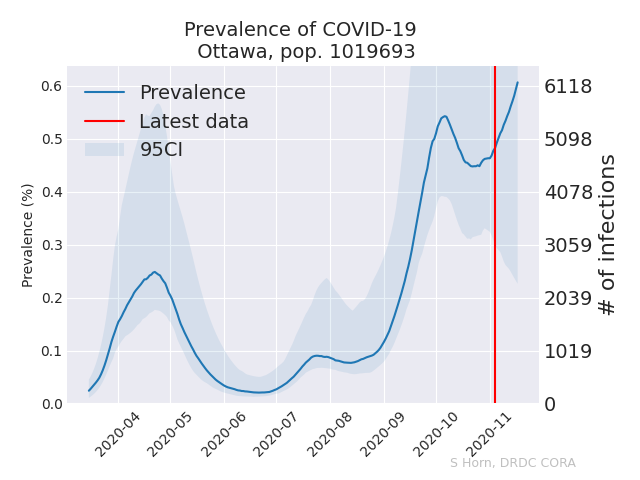 Prevalence of COVID-19
Ottawa, pop. 1019693
Prevalence
Latest data
95CI
Prevalence (%)
0.6
0.5
0.4
0.3
0.2
0.1
0.0
6118
5098
4078
3059
2039
1019
0
# of infections
2020-04
2020-05
2020-06
2020-07
2020-08
2020-09
2020-10
2020-11
S Horn, DRDC CORA